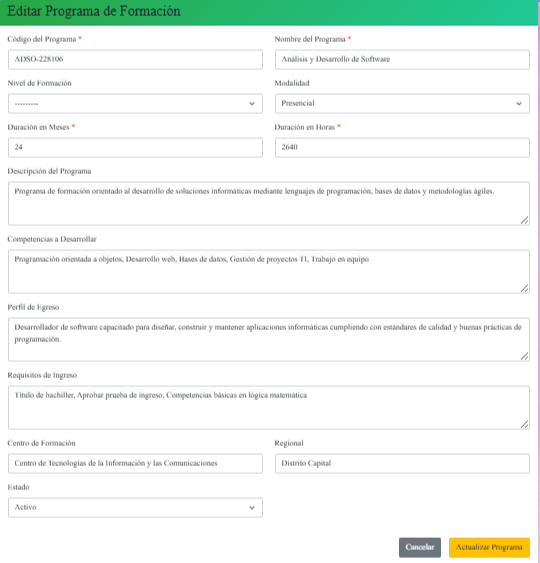 Editar Programa de Formación
Código del Programa * Nombre del Programa *
ADSO-228106 Análisis y Desarrollo de Software
Nivel de Formación Modalidad
--------- Presencial
Duración en Meses * Duración en Horas *
24 2640
Descripción del Programa
Programa de formación orientado al desarrollo de soluciones informáticas mediante lenguajes de programación, bases de datos y metodologías ágiles.
Competencias a Desarrollar
Programación orientada a objetos, Desarrollo web, Bases de datos, Gestión de proyectos TI, Trabajo en equipo
Perfil de Egreso
Desarrollador de software capacitado para diseñar, construir y mantener aplicaciones informáticas cumpliendo con estándares de calidad y buenas prácticas de
programación.
Requisitos de Ingreso
Título de bachiller, Aprobar prueba de ingreso, Competencias básicas en lógica matemática
Centro de Formación Regional
Centro de Tecnologías de la Información y las Comunicaciones Distrito Capital
Estado
Activo
Cancelar Actualizar Programa